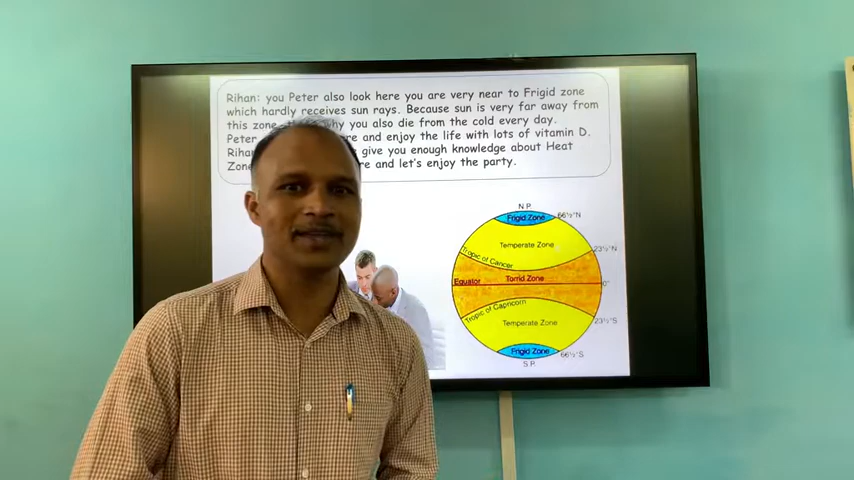 Rihan: you Peter also look here you are very near to Frigid zone
which hardly receives sun rays. Because sun is very far away from
this zone, why you also die from the cold every day.
Peter and enjoy the life with lots of vitamin D.
Rihan give you enough knowledge about Heat
Zone and let's enjoy the party.
N P.
66½°N
Frigid Zone
Temperate Zone
23½°N
Tropic of Cancer
Torrid Zone
Equator
0°
Tropic of Capricorn
Temperate Zone
23½°S
Frigid Zone
66½°S
S P.